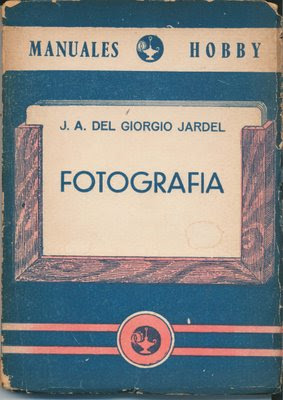 MANUALES HOBBY
J. A. DEL GIORGIO JARDEL
FOTOGRAFIA